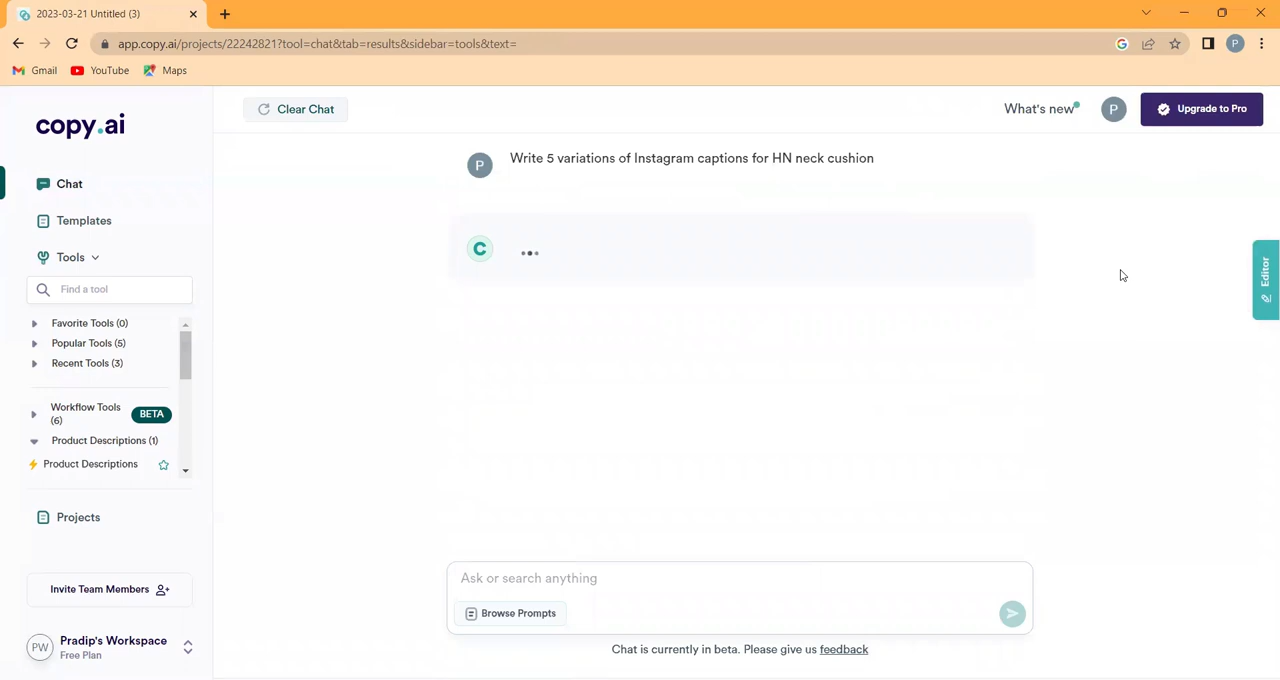 2023-03-21 Untitled (3)
app.copy.ai/projects/22242821?tool=chat&tab=results&sidebar=tools&text=
P
Gmail
YouTube
Maps
copy.ai
Clear Chat
What's new
P
Upgrade to Pro
P
Write 5 variations of Instagram captions for HN neck cushion
Chat
Templates
C
Tools
Editor
Find a tool
Favorite Tools (0)
Popular Tools (5)
Recent Tools (3)
Workflow Tools
(6)
BETA
Product Descriptions (1)
Product Descriptions
Projects
Ask or search anything
Browse Prompts
Invite Team Members
Chat is currently in beta. Please give us feedback
PW
Pradip's Workspace
Free Plan